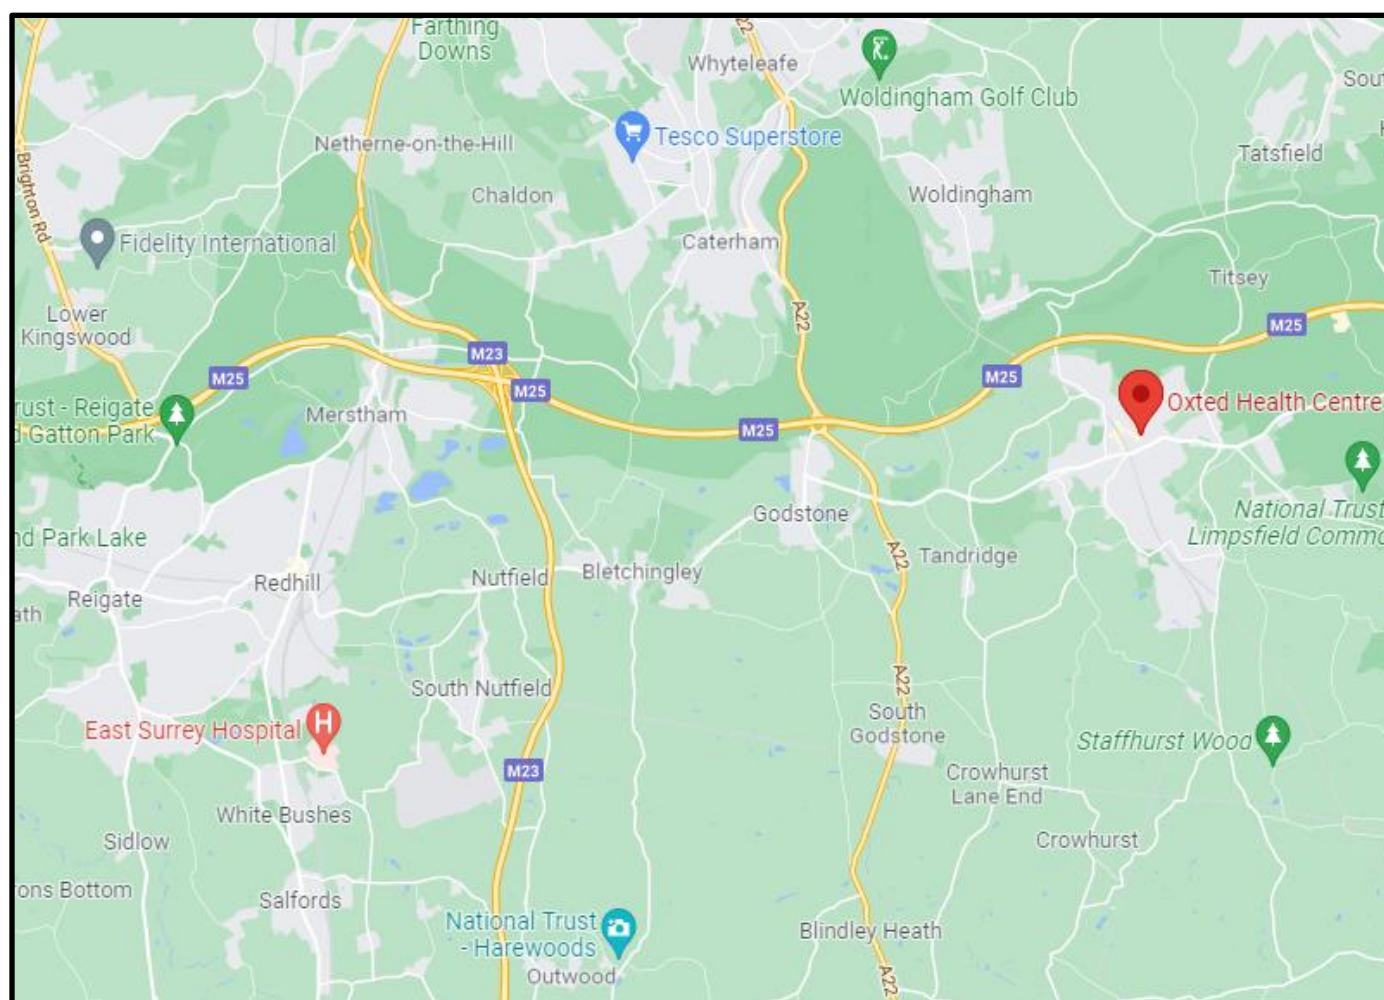 Farthing
Downs
22
Whyteleafe
Woldingham Golf Club
Sou
Tesco Superstore
Netherne-on-the-Hill
Tatsfield
Brighton Rd
Chaldon
Woldingham
Fidelity International
Caterham
Titsey
Lower
Kingswood
A22
M25
M23
M25
M25
M25
Oxted Health Centre
rust - Reigate
d Gatton Park
Merstham
M25
Godstone
National Trust
Limpsfield Commo
nd Park Lake
A22
Tandridge
Redhill
Nutfield
Bletchingley
Reigate
ath
A22
South Nutfield
South
Godstone
East Surrey Hospital
Staffhurst Wood
M23
Crowhurst
Lane End
White Bushes
Sidlow
Crowhurst
rons Bottom
Salfords
National Trust
- Harewoods
Blindley Heath
Outwood
A22